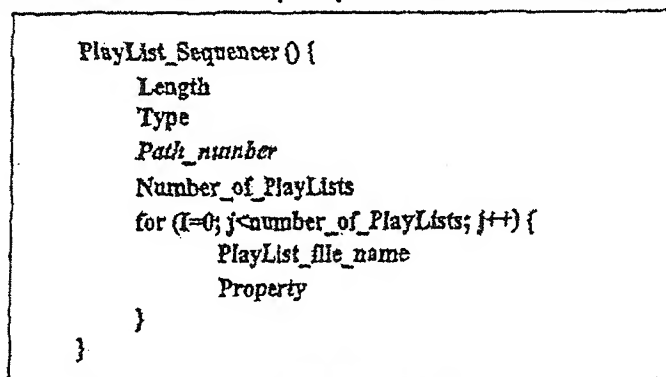 PlayList_Sequencer () {
Length
Type
Path_number
Number_of_PlayLists
for (I=0; j<number_of_PlayLists; j++) {
PlayList_file_name
Property
}
}